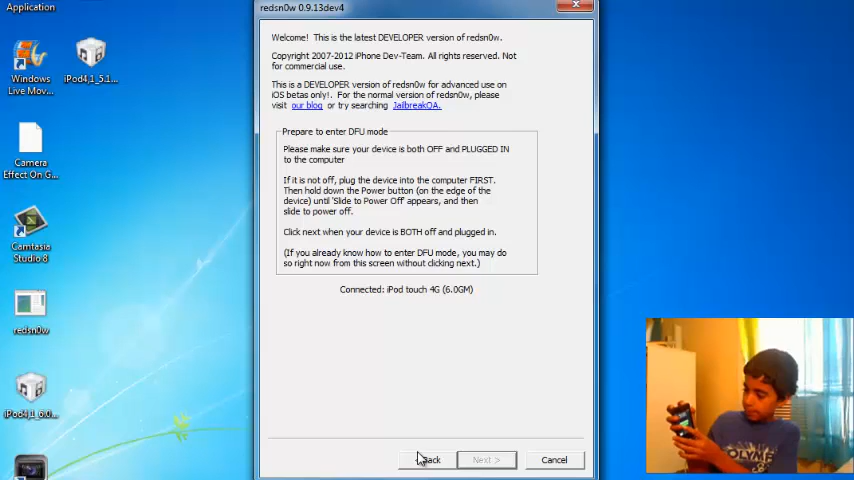 Application
Windows
Live Mov...
iPod4,1_5.1...
Camera
Effect On G...
Camtasia
Studio 8
redsn0w
iPod4,1_6.0...
redsn0w 0.9.13dev4
Welcome!  This is the latest DEVELOPER version of redsn0w.
Copyright 2007-2012 iPhone Dev-Team. All rights reserved. Not
for commercial use.
This is a DEVELOPER version of redsn0w for advanced use on
iOS betas only!.  For the normal version of redsn0w, please
visit our blog or try searching JailbreakQA.
Prepare to enter DFU mode
Please make sure your device is both OFF and PLUGGED IN
to the computer
If it is not off, plug the device into the computer FIRST.
Then hold down the Power button (on the edge of the
device) until 'Slide to Power Off' appears, and then
slide to power off.
Click next when your device is BOTH off and plugged in.
(If you already know how to enter DFU mode, you may do
so right now from this screen without clicking next.)
Connected: iPod touch 4G (6.0GM)
Back
Next >
Cancel